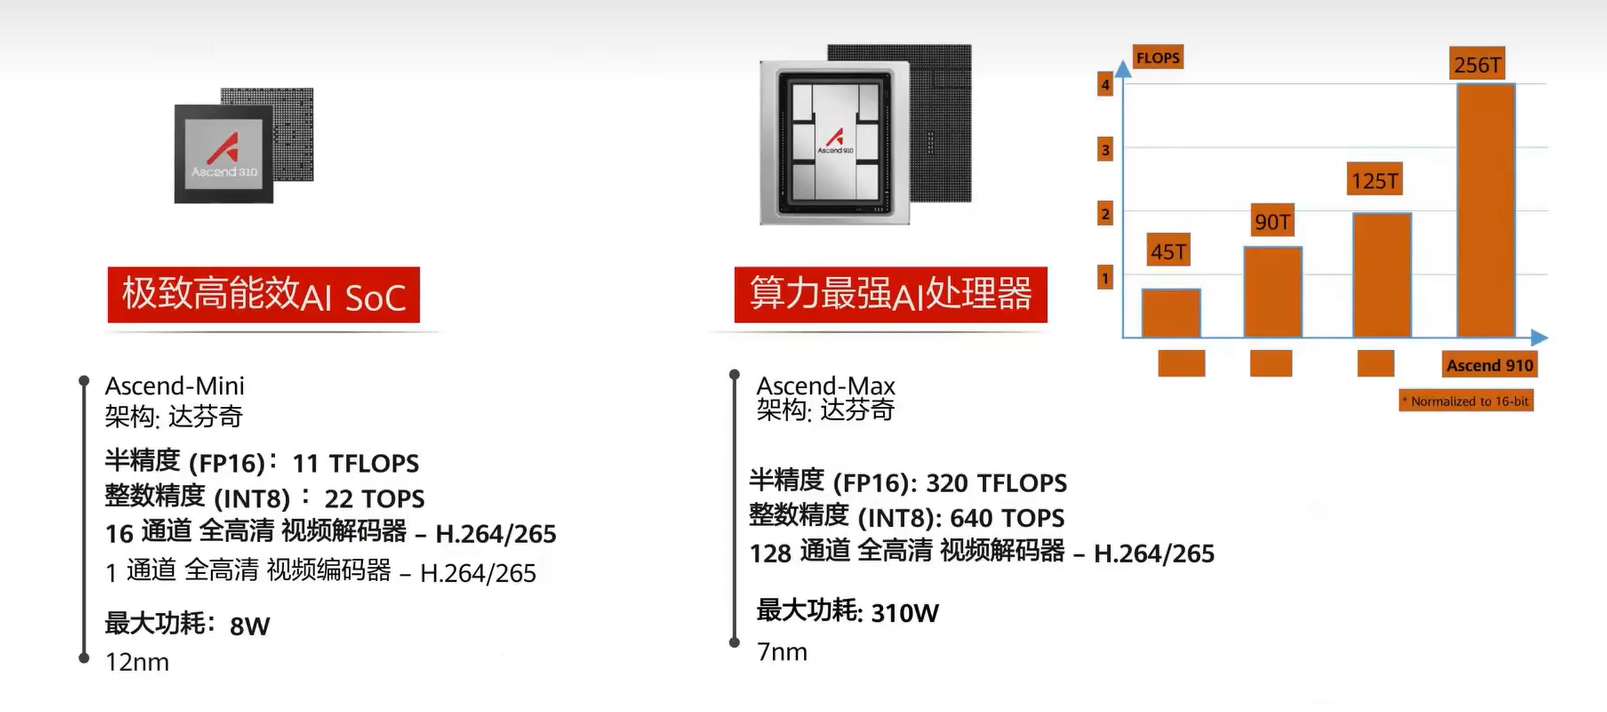 Ascend 310
极致高能效AI SoC
Ascend-Mini
架构: 达芬奇
半精度 (FP16)： 11 TFLOPS
整数精度 (INT8) ： 22 TOPS
16 通道 全高清 视频解码器 – H.264/265
1 通道 全高清 视频编码器 – H.264/265
最大功耗： 8W
12nm
Ascend 910
算力最强AI处理器
Ascend-Max
架构: 达芬奇
半精度 (FP16): 320 TFLOPS
整数精度 (INT8): 640 TOPS
128 通道 全高清 视频解码器 – H.264/265
最大功耗: 310W
7nm
FLOPS
4
3
2
1
45T
90T
125T
256T
Ascend 910
* Normalized to 16-bit